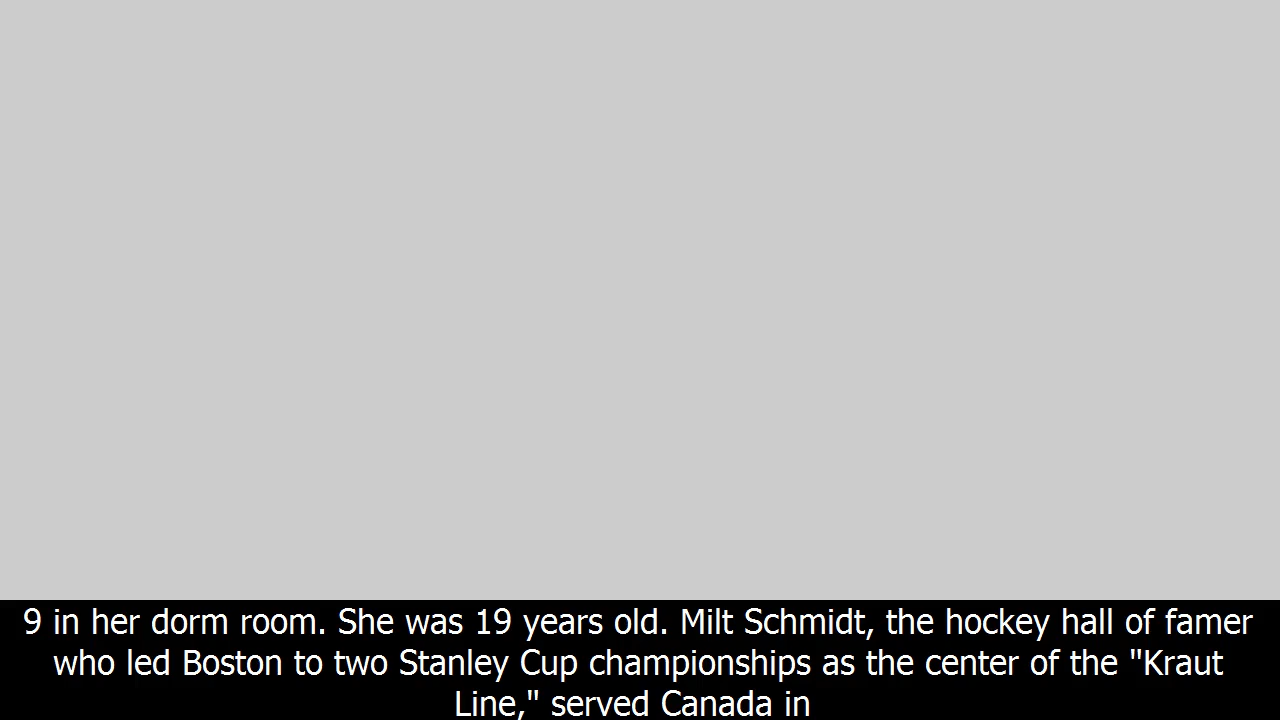 9 in her dorm room. She was 19 years old. Milt Schmidt, the hockey hall of famer
who led Boston to two Stanley Cup championships as the center of the "Kraut
Line," served Canada in